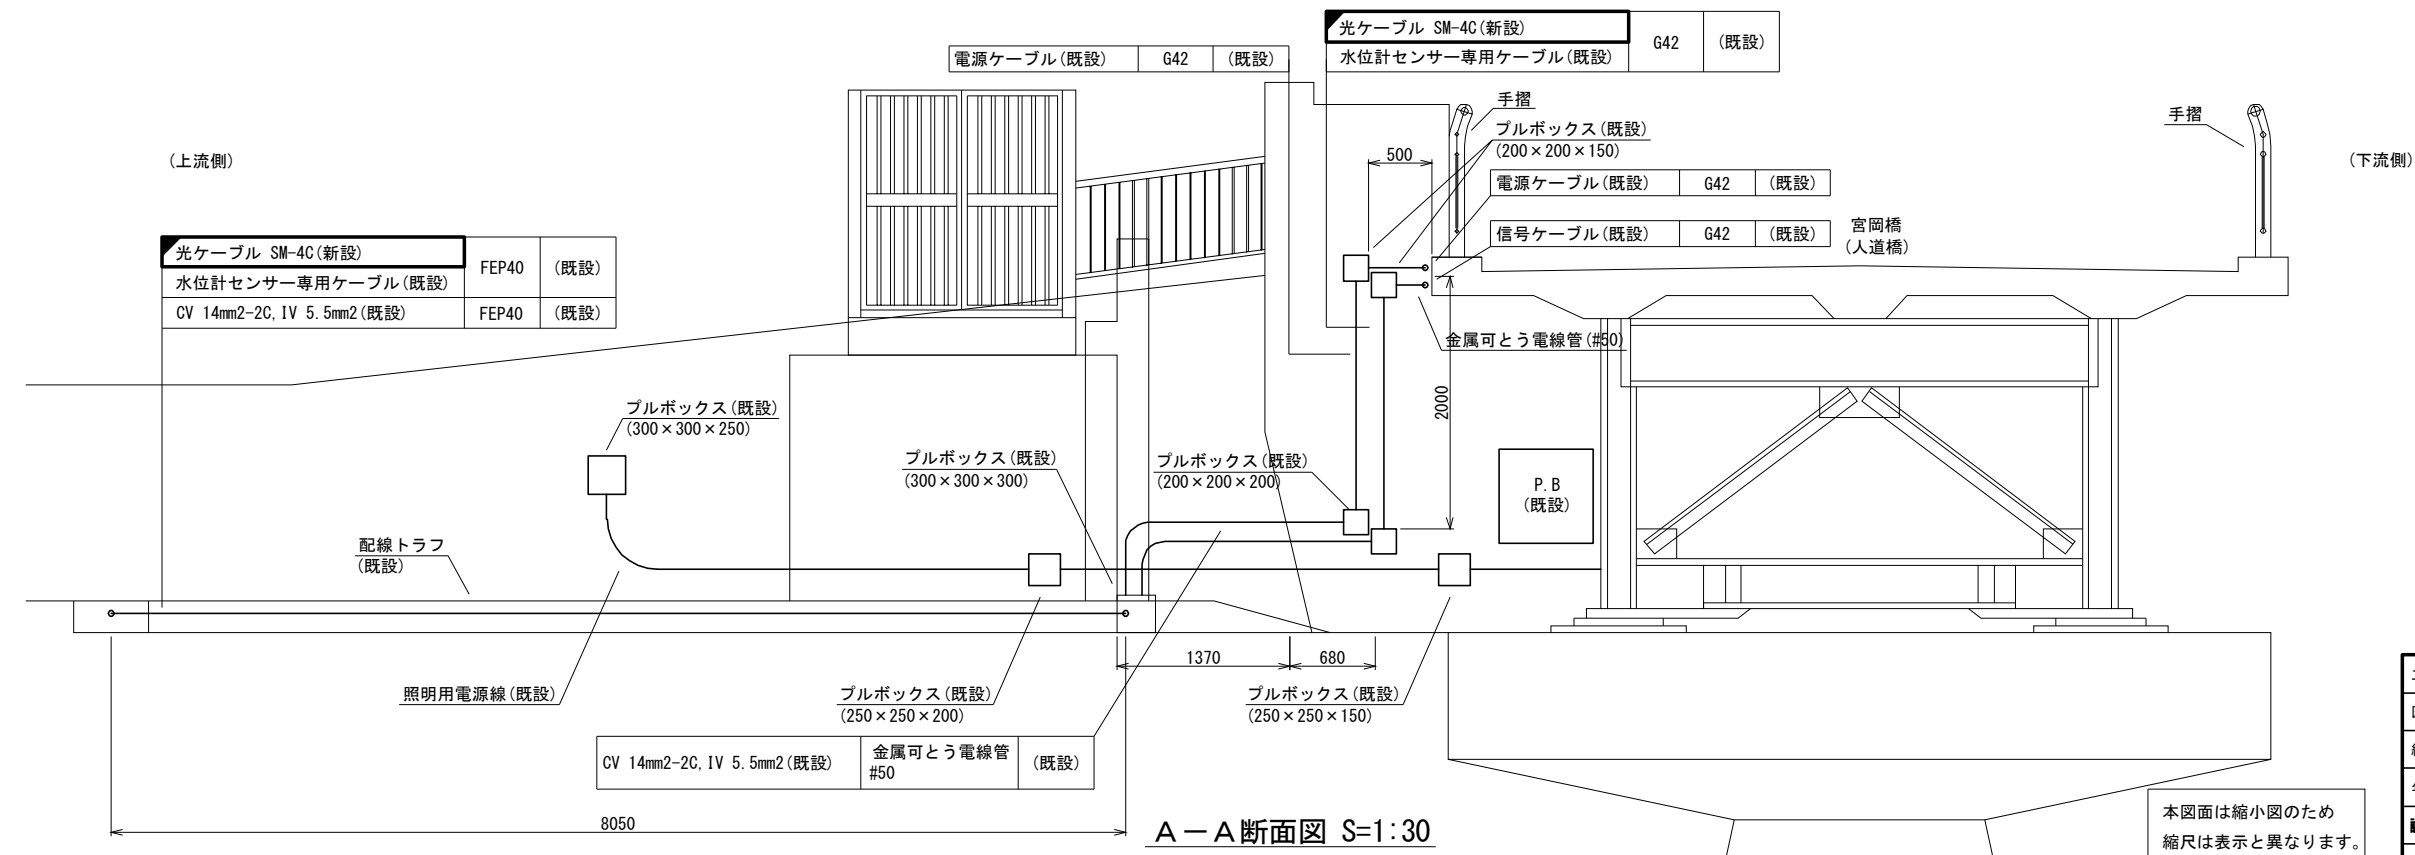 光ケーブル SM-4C(新設)
水位計センサー専用ケーブル(既設)
G42
(既設)
電源ケーブル(既設)
G42
(既設)
手摺
プルボックス(既設)
(200×200×150)
手摺
(上流側)
(下流側)
500
電源ケーブル(既設)
G42
(既設)
信号ケーブル(既設)
G42
(既設)
宮岡橋
(人道橋)
光ケーブル SM-4C(新設)
水位計センサー専用ケーブル(既設)
FEP40
(既設)
CV 14mm2-2C,IV 5.5mm2(既設)
FEP40
(既設)
金属可とう電線管(#50)
2000
プルボックス(既設)
(300×300×250)
プルボックス(既設)
(300×300×300)
プルボックス(既設)
(200×200×200)
P.B
(既設)
配線トラフ
(既設)
1370
680
照明用電源線(既設)
プルボックス(既設)
(250×250×200)
プルボックス(既設)
(250×250×150)
CV 14mm2-2C,IV 5.5mm2(既設)
金属可とう電線管
#50
(既設)
8050
A-A断面図 S=1:30
本図面は縮小図のため
縮尺は表示と異なります。